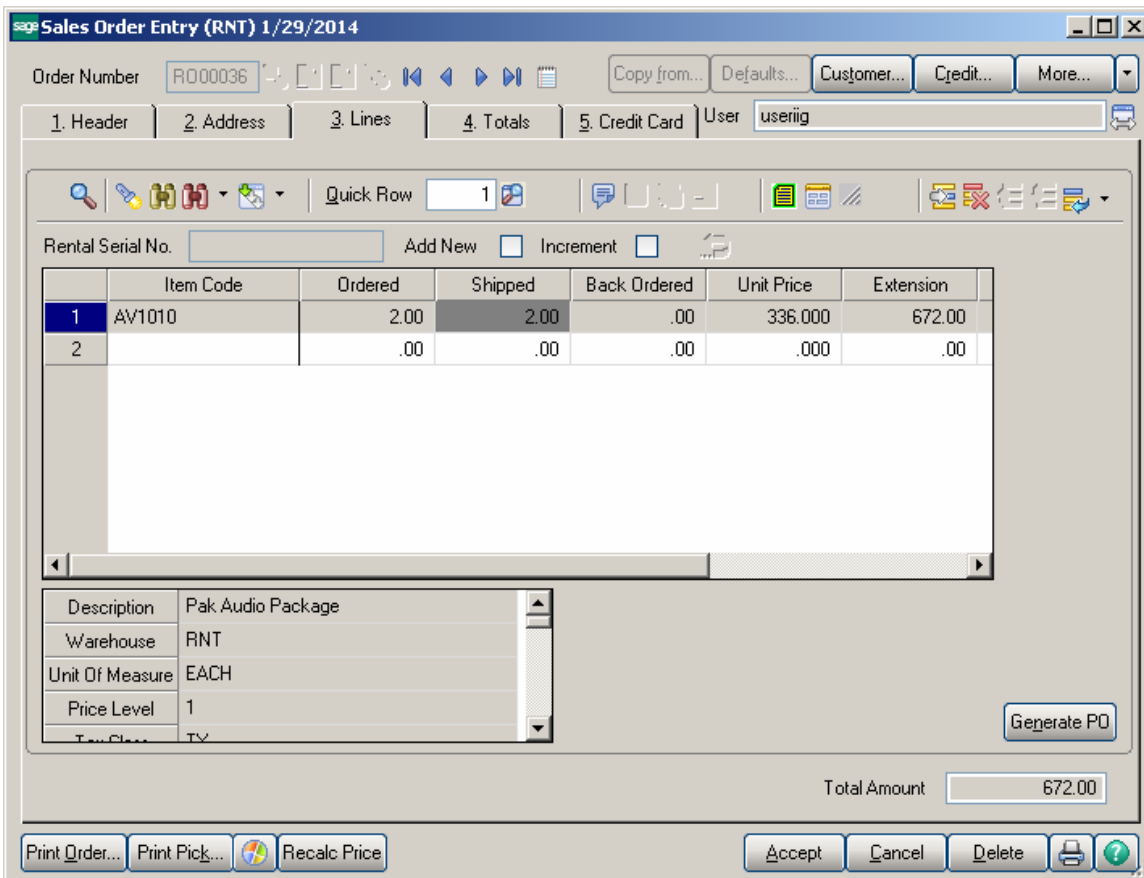 sage Sales Order Entry (RNT) 1/29/2014
Order Number RO00036 Copy from... Defaults... Customer... Credit... More...
1. Header 2. Address 3. Lines 4. Totals 5. Credit Card User useriig
Quick Row 1
Rental Serial No. Add New Increment
Item Code Ordered Shipped Back Ordered Unit Price Extension
1 AV1010 2.00 2.00 .00 336.000 672.00
2 .00 .00 .00 .000 .00
Description Pak Audio Package
Warehouse RNT
Unit Of Measure EACH
Price Level 1
Tax Class TX
Generate PO
Total Amount 672.00
Print Order... Print Pick... Recalc Price Accept Cancel Delete